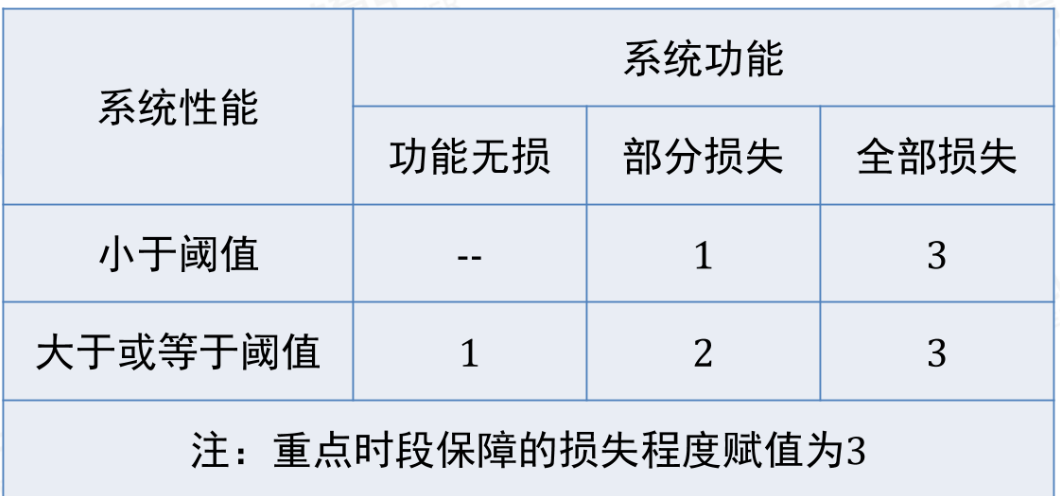 系统性能
系统功能
功能无损 部分损失 全部损失
小于阈值 -- 1 3
大于或等于阈值 1 2 3
注：重点时段保障的损失程度赋值为3